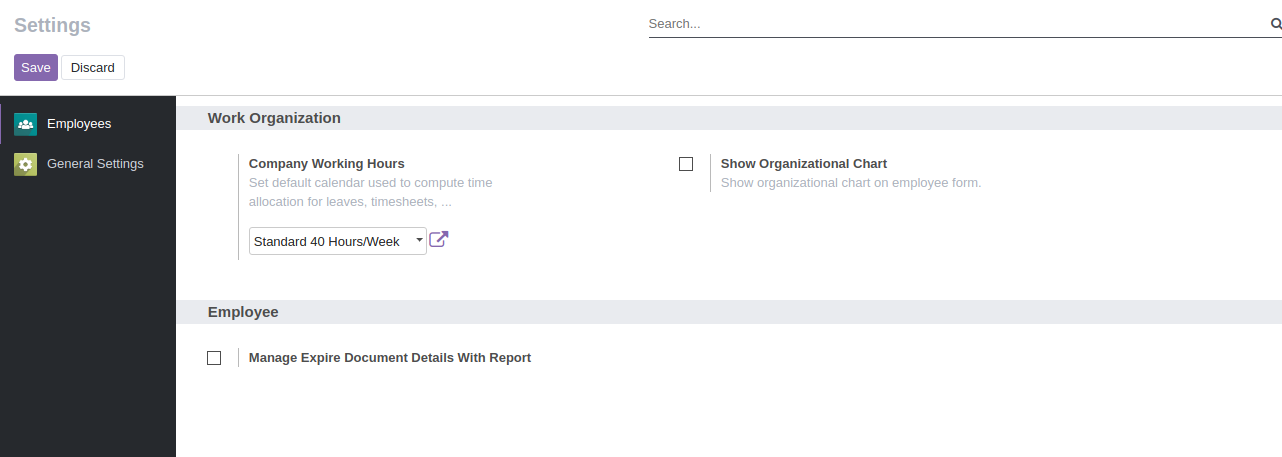 Settings
Search...
Save
Discard
Employees
General Settings
Work Organization
Company Working Hours
Set default calendar used to compute time
allocation for leaves, timesheets, ...
Standard 40 Hours/Week
Show Organizational Chart
Show organizational chart on employee form.
Employee
Manage Expire Document Details With Report